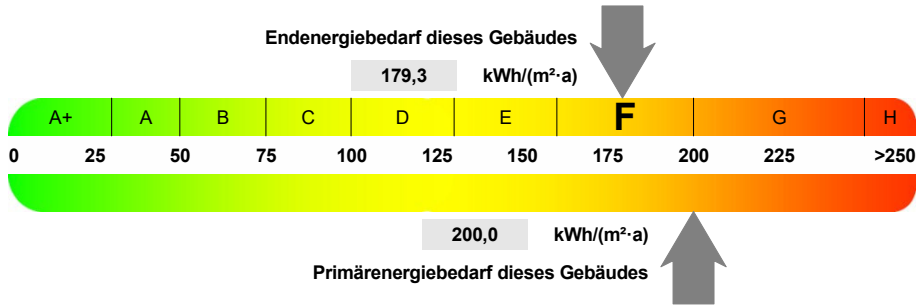 Endenergiebedarf dieses Gebäudes
179,3 kWh/(m²·a)
A+ A B C D E F G H
0 25 50 75 100 125 150 175 200 225 >250
200,0 kWh/(m²·a)
Primärenergiebedarf dieses Gebäudes